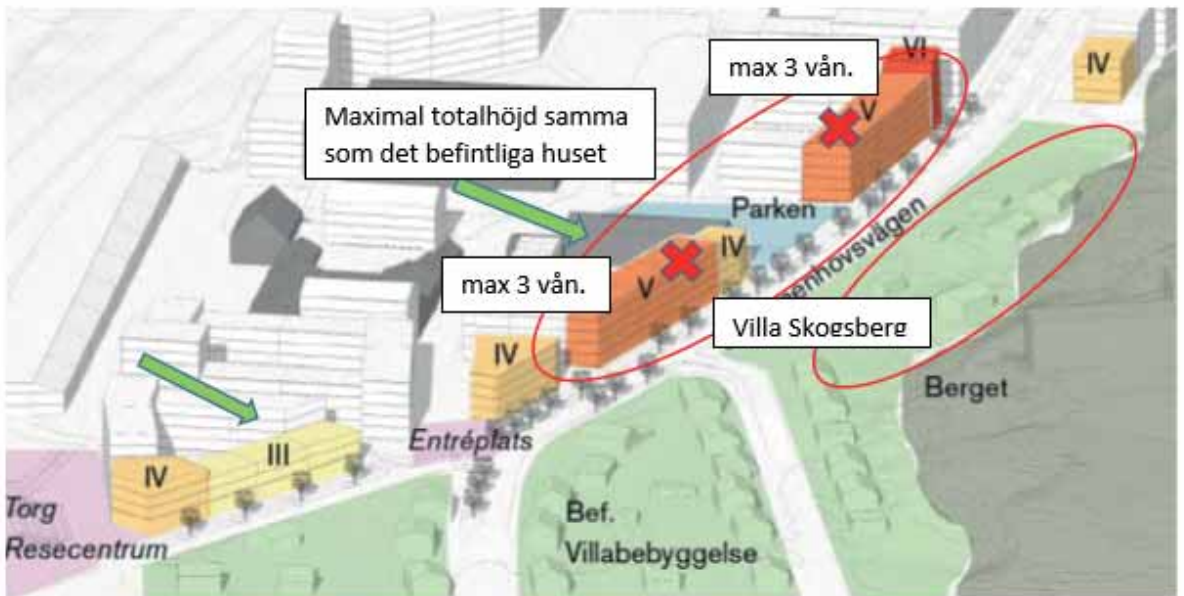 VI
max 3 vån.
IV
V
Maximal totalhöjd samma
som det befintliga huset
Parken
IV
max 3 vån.
V
enhovsvägen
Villa Skogsberg
IV
Berget
Entréplats
III
IV
Torg
Resecentrum
Bef.
Villabebyggelse